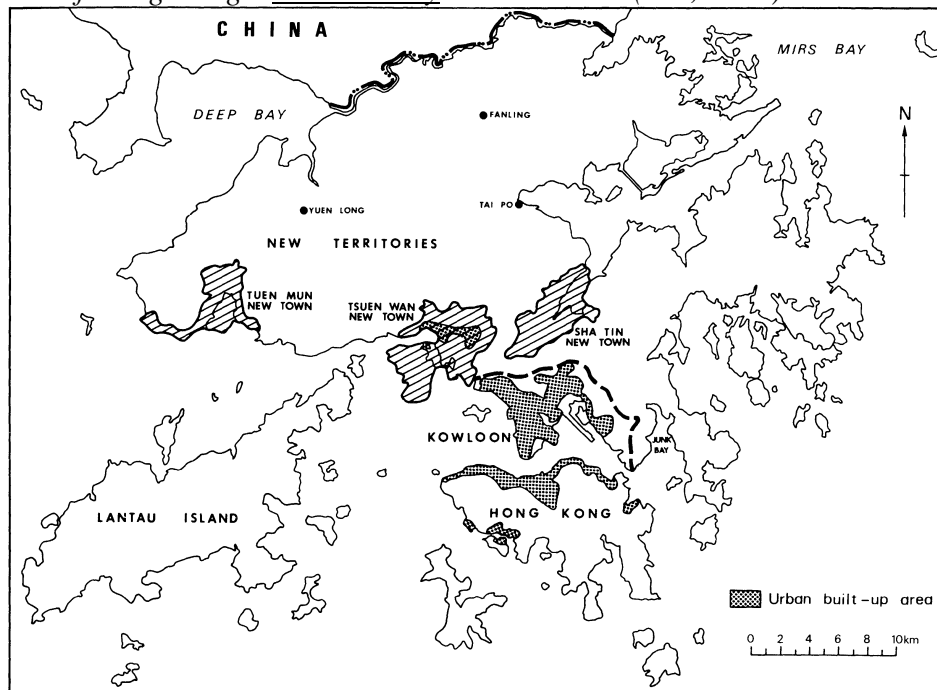 CHINA
MIRS BAY
DEEP BAY
FANLING
N
YUEN LONG
TAI PO
NEW TERRITORIES
TUEN MUN
NEW TOWN
TSUEN WAN
NEW TOWN
SHA TIN
NEW TOWN
KOWLOON
JUNK
BAY
LANTAU ISLAND
HONG KONG
Urban built-up area
0 2 4 6 8 10km